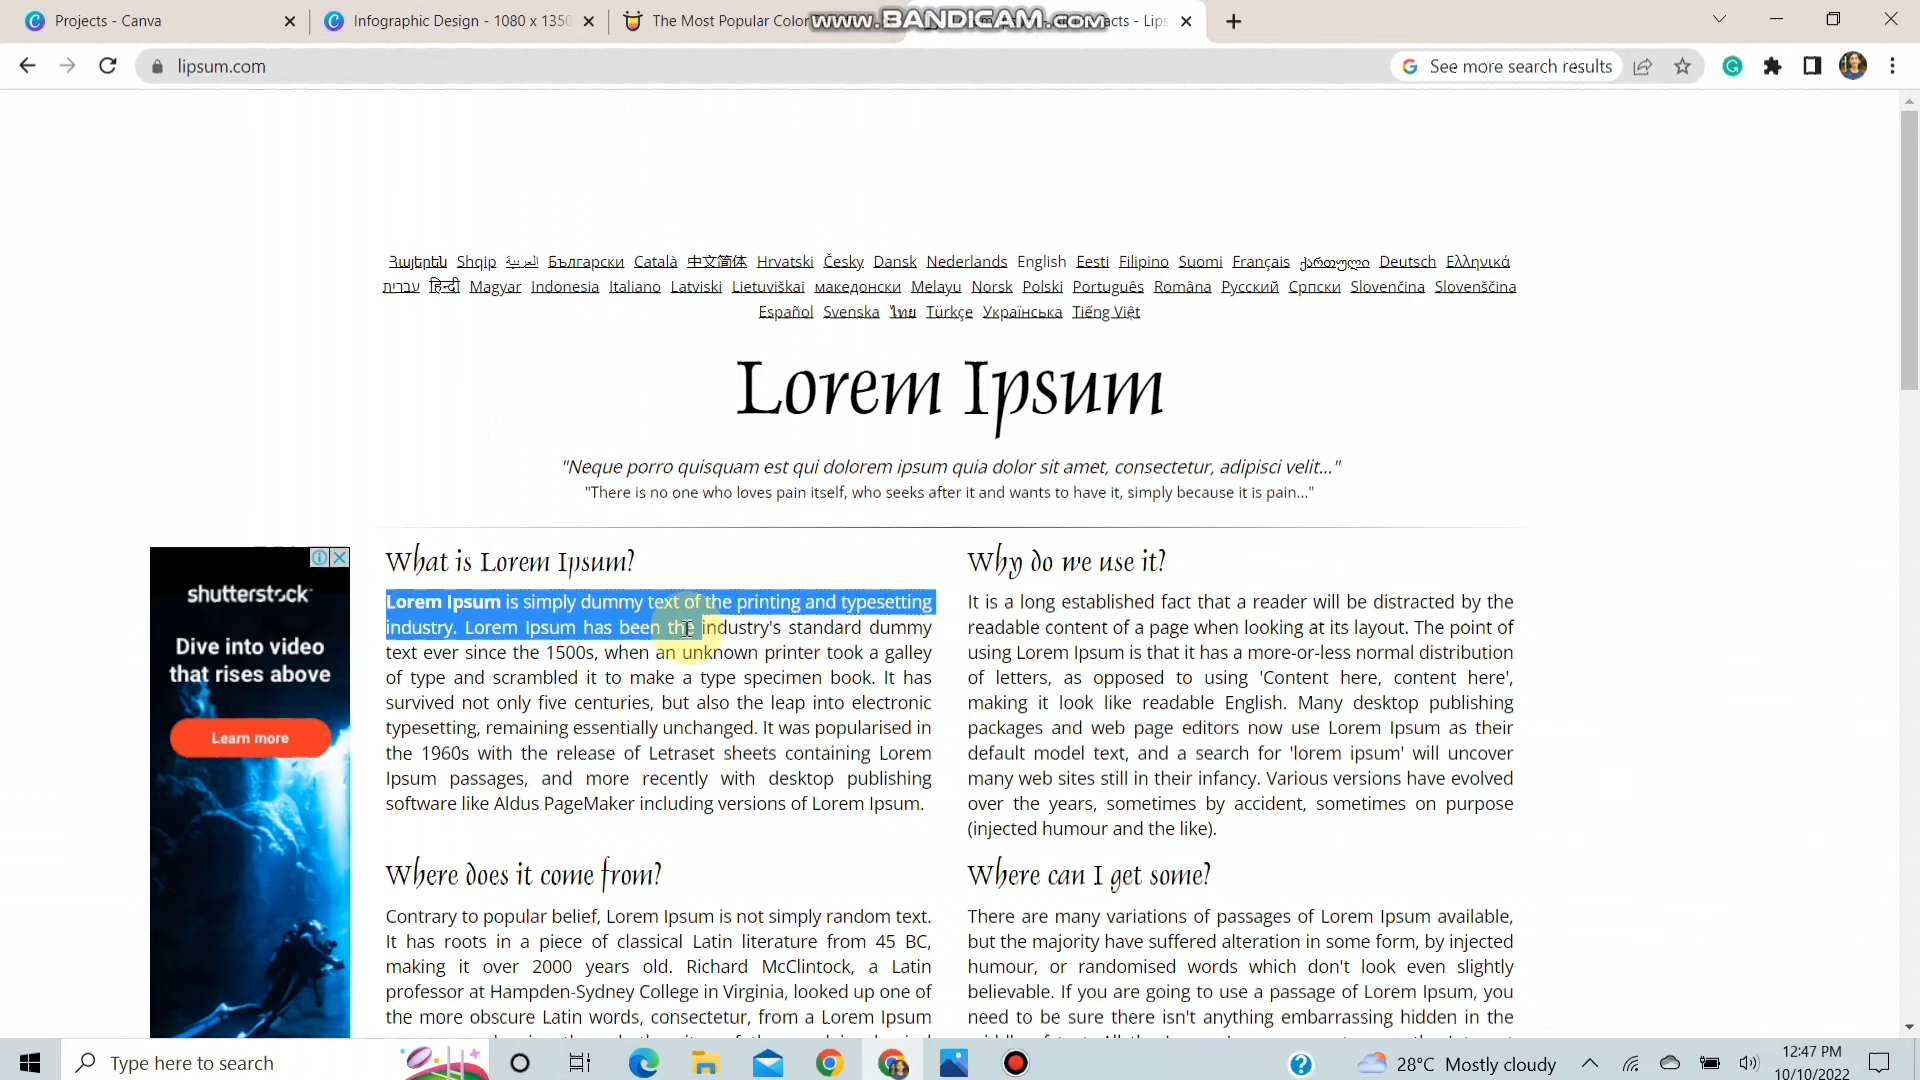 Projects - Canva
Infographic Design - 1080 x 1350
The Most Popular Color
www.BANDICAM.com
acts - Lips
lipsum.com
See more search results
Հայերեն Shqip العربية Български Català 中文简体 Hrvatski Česky Dansk Nederlands English Eesti Filipino Suomi Français ქართული Deutsch Ελληνικά
עברית हिन्दी Magyar Indonesia Italiano Latviski Lietuviškai македонски Melayu Norsk Polski Português Româna Pyccкий Српски Slovenčina Slovenščina
Español Svenska ไทย Türkçe Українська Tiếng Việt
Lorem Ipsum
"Neque porro quisquam est qui dolorem ipsum quia dolor sit amet, consectetur, adipisci velit..."
"There is no one who loves pain itself, who seeks after it and wants to have it, simply because it is pain..."
shutterstock
Dive into video
that rises above
Learn more
What is Lorem Ipsum?
Lorem Ipsum is simply dummy text of the printing and typesetting
industry. Lorem Ipsum has been the industry's standard dummy
text ever since the 1500s, when an unknown printer took a galley
of type and scrambled it to make a type specimen book. It has
survived not only five centuries, but also the leap into electronic
typesetting, remaining essentially unchanged. It was popularised in
the 1960s with the release of Letraset sheets containing Lorem
Ipsum passages, and more recently with desktop publishing
software like Aldus PageMaker including versions of Lorem Ipsum.
Why do we use it?
It is a long established fact that a reader will be distracted by the
readable content of a page when looking at its layout. The point of
using Lorem Ipsum is that it has a more-or-less normal distribution
of letters, as opposed to using 'Content here, content here',
making it look like readable English. Many desktop publishing
packages and web page editors now use Lorem Ipsum as their
default model text, and a search for 'lorem ipsum' will uncover
many web sites still in their infancy. Various versions have evolved
over the years, sometimes by accident, sometimes on purpose
(injected humour and the like).
Where does it come from?
Contrary to popular belief, Lorem Ipsum is not simply random text.
It has roots in a piece of classical Latin literature from 45 BC,
making it over 2000 years old. Richard McClintock, a Latin
professor at Hampden-Sydney College in Virginia, looked up one of
the more obscure Latin words, consectetur, from a Lorem Ipsum
Where can I get some?
There are many variations of passages of Lorem Ipsum available,
but the majority have suffered alteration in some form, by injected
humour, or randomised words which don't look even slightly
believable. If you are going to use a passage of Lorem Ipsum, you
need to be sure there isn't anything embarrassing hidden in the
Type here to search
28°C Mostly cloudy
12:47 PM
10/10/2022